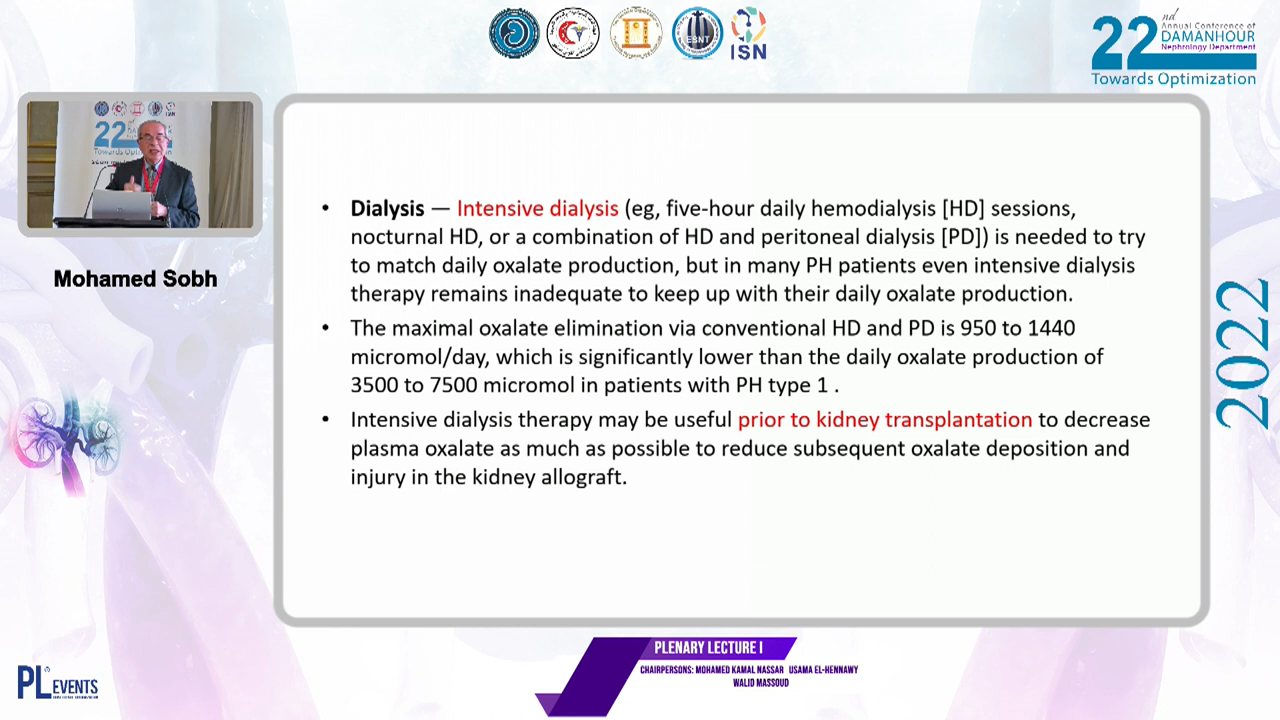 ESNT
ISN
22nd
Annual Conference of
DAMANHOUR
Nephrology Department
Towards Optimization
22
Towards Optim
Mohamed Sobh
• Dialysis — Intensive dialysis (eg, five-hour daily hemodialysis [HD] sessions,
nocturnal HD, or a combination of HD and peritoneal dialysis [PD]) is needed to try
to match daily oxalate production, but in many PH patients even intensive dialysis
therapy remains inadequate to keep up with their daily oxalate production.
• The maximal oxalate elimination via conventional HD and PD is 950 to 1440
micromol/day, which is significantly lower than the daily oxalate production of
3500 to 7500 micromol in patients with PH type 1 .
• Intensive dialysis therapy may be useful prior to kidney transplantation to decrease
plasma oxalate as much as possible to reduce subsequent oxalate deposition and
injury in the kidney allograft.
2022
PLENARY LECTURE I
CHAIRPERSONS: MOHAMED KAMAL NASSAR USAMA EL-HENNAWY
WALID MASSOUD
PL EVENTS